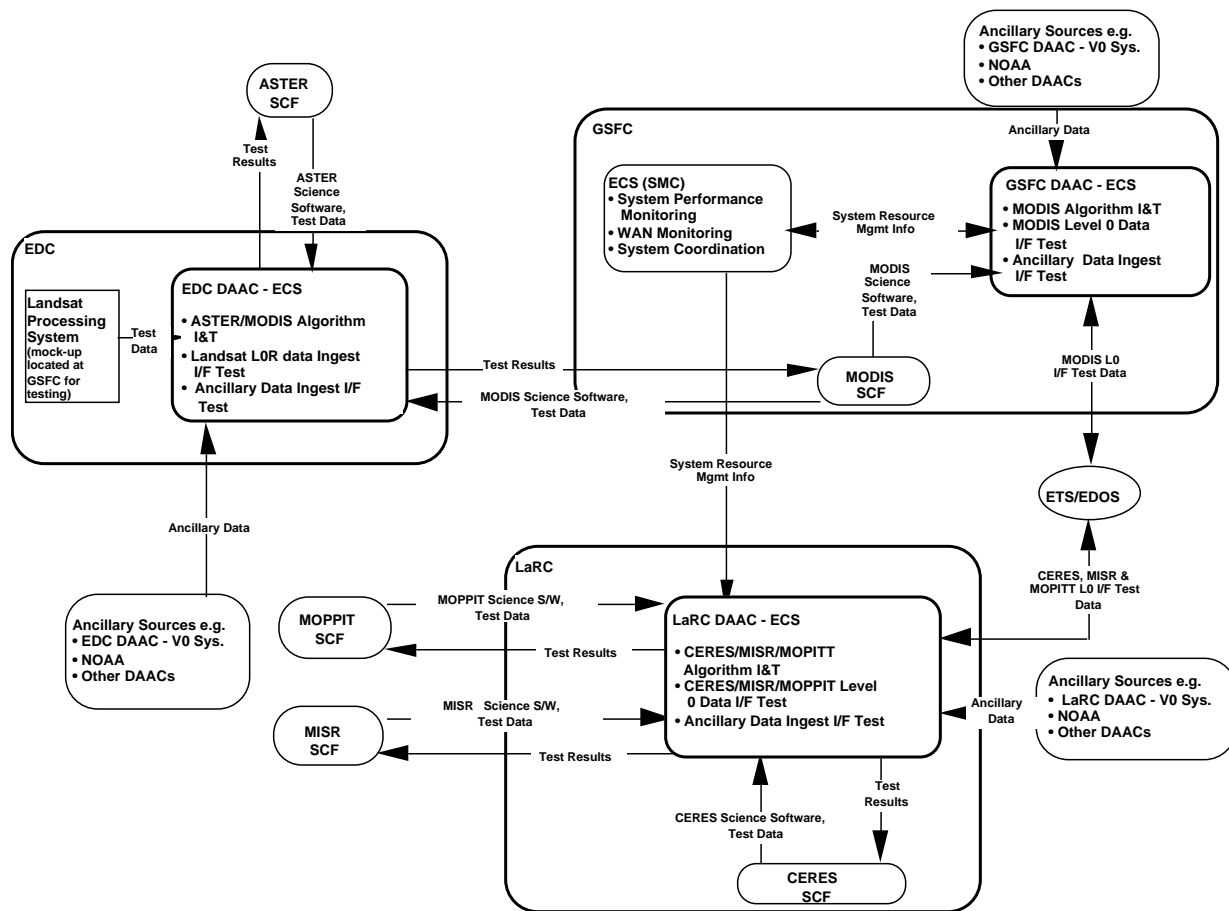 Ancillary Sources e.g.
• GSFC DAAC - V0 Sys.
• NOAA
• Other DAACs
ASTER
SCF
GSFC
Ancillary Data
Test
Results
ASTER
Science
Software,
Test Data
ECS (SMC)
• System Performance
Monitoring
• WAN Monitoring
• System Coordination
System Resource
Mgmt Info
GSFC DAAC - ECS
• MODIS Algorithm I&T
• MODIS Level 0 Data
I/F Test
• Ancillary Data Ingest
I/F Test
EDC
Landsat
Processing
System
(mock-up
located at
GSFC for
testing)
Test
Data
EDC DAAC - ECS
• ASTER/MODIS Algorithm
I&T
• Landsat L0R data Ingest
I/F Test
• Ancillary Data Ingest I/F
Test
MODIS
Science
Software,
Test Data
Test Results
MODIS Science Software,
Test Data
MODIS
SCF
MODIS L0
I/F Test Data
System Resource
Mgmt Info
ETS/EDOS
Ancillary Data
LaRC
CERES, MISR &
MOPITT L0 I/F Test
Data
Ancillary Sources e.g.
• EDC DAAC - V0 Sys.
• NOAA
• Other DAACs
MOPPIT
SCF
MOPPIT Science S/W,
Test Data
Test Results
LaRC DAAC - ECS
• CERES/MISR/MOPITT
Algorithm I&T
• CERES/MISR/MOPPIT Level
0 Data I/F Test
• Ancillary Data Ingest I/F Test
Ancillary
Data
Ancillary Sources e.g.
• LaRC DAAC - V0 Sys.
• NOAA
• Other DAACs
MISR
SCF
MISR Science S/W,
Test Data
Test Results
CERES Science Software,
Test Data
Test
Results
CERES
SCF